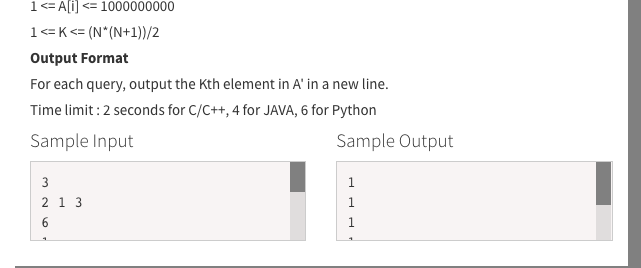 1 <= A[i] <= 1000000000
1 <= K <= (N*(N+1))/2
Output Format
For each query, output the Kth element in A' in a new line.
Time limit : 2 seconds for C/C++, 4 for JAVA, 6 for Python
Sample Input
3
2 1 3
6
Sample Output
1
1
1